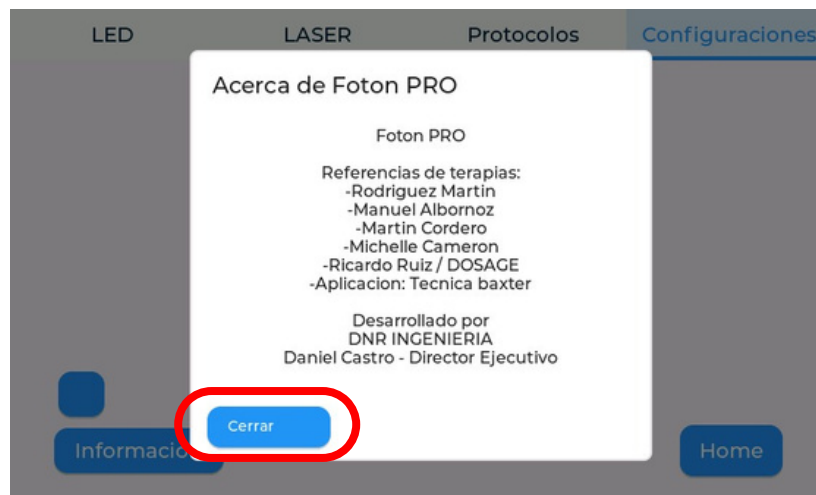 LED
LASER
Protocolos
Configuraciones
Acerca de Foton PRO
Foton PRO
Referencias de terapias:
-Rodriguez Martin
-Manuel Albornoz
-Martin Cordero
-Michelle Cameron
-Ricardo Ruiz / DOSAGE
-Aplicacion: Tecnica baxter
Desarrollado por
DNR INGENIERIA
Daniel Castro - Director Ejecutivo
Cerrar
Informacio
Home